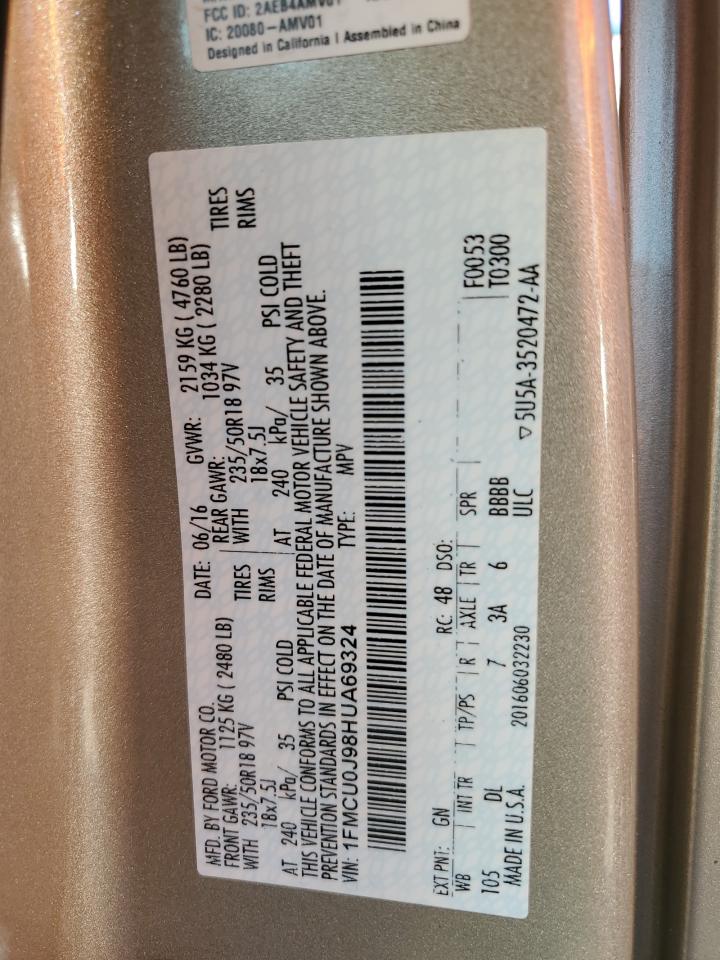 FCC ID: 2AEB4AMV01
IC: 20080-AMV01
Designed in California | Assembled in China
MFD. BY FORD MOTOR CO.
DATE: 06/16 GVWR: 2159 KG ( 4760 LB)
FRONT GAWR: 1125 KG ( 2480 LB)
REAR GAWR: 1034 KG ( 2280 LB)
WITH 235/50R18 97V TIRES
WITH 235/50R18 97V TIRES
18x7.5J RIMS
18x7.5J RIMS
AT 240 kPa/ 35 PSI COLD
AT 240 kPa/ 35 PSI COLD
THIS VEHICLE CONFORMS TO ALL APPLICABLE FEDERAL MOTOR VEHICLE SAFETY AND THEFT
PREVENTION STANDARDS IN EFFECT ON THE DATE OF MANUFACTURE SHOWN ABOVE.
VIN: 1FMCU0J98HUA69324 TYPE: MPV
EXT PNT: GN RC: 48 DSO: F0053
WB | INT TR | TP/PS | R | AXLE | TR | SPR T0300
105 DL 7 3A 6 BBBB
ULC
MADE IN U.S.A. 201606032230 ▽ 5U5A-3520472-AA